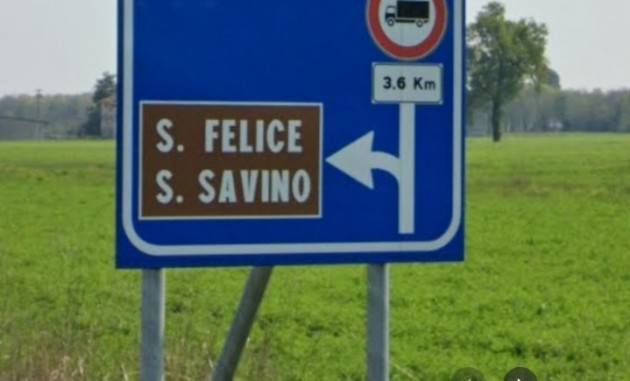 3.6 Km
S. FELICE
S. SAVINO